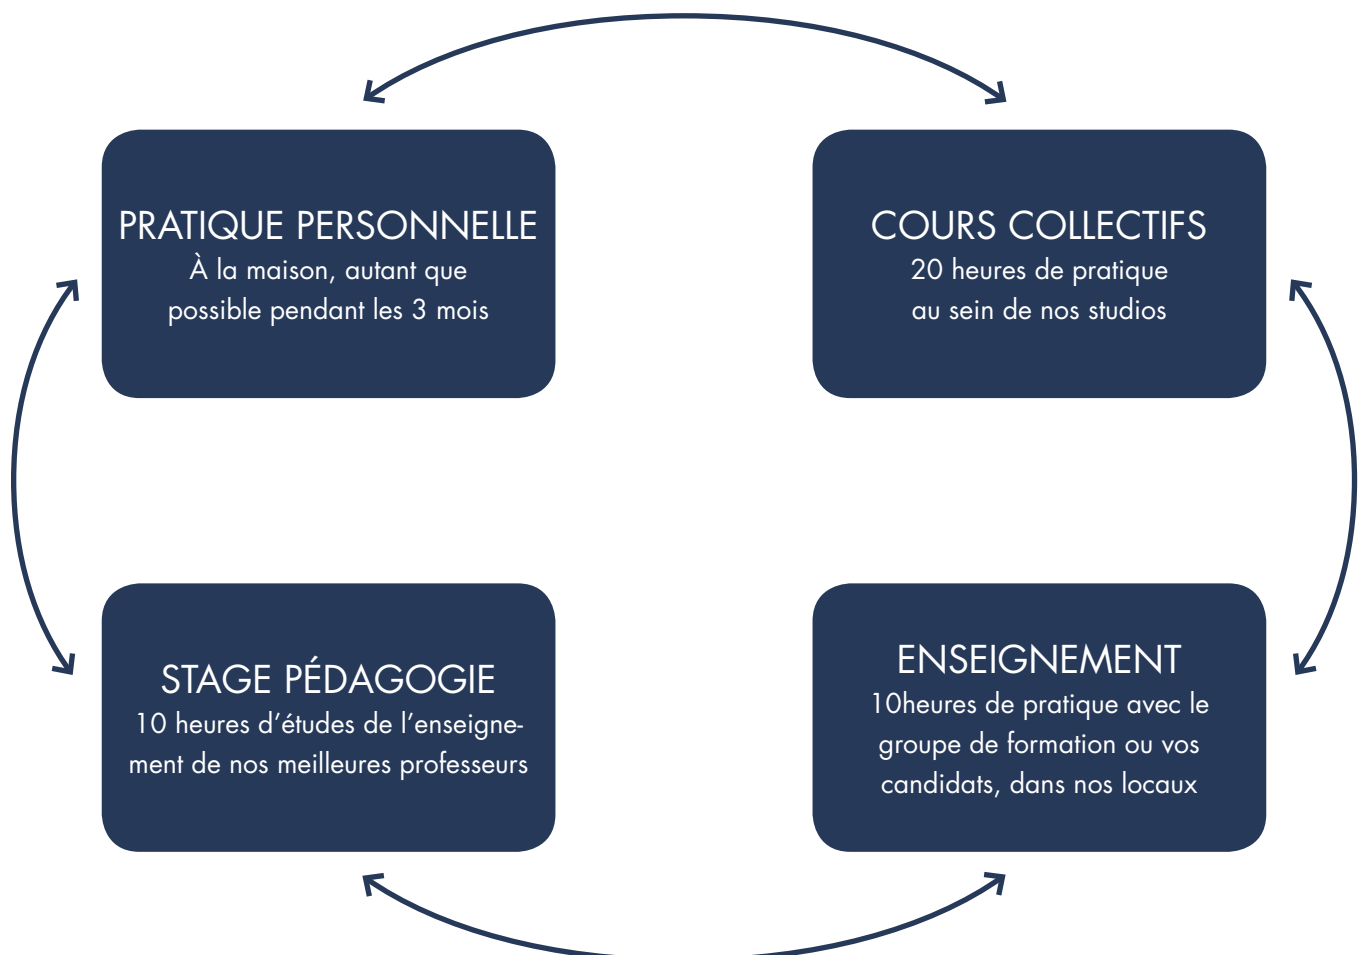 PRATIQUE PERSONNELLE
À la maison, autant que
possible pendant les 3 mois
COURS COLLECTIFS
20 heures de pratique
au sein de nos studios
STAGE PÉDAGOGIE
10 heures d’études de l’enseigne-
ment de nos meilleures professeurs
ENSEIGNEMENT
10heures de pratique avec le
groupe de formation ou vos
candidats, dans nos locaux